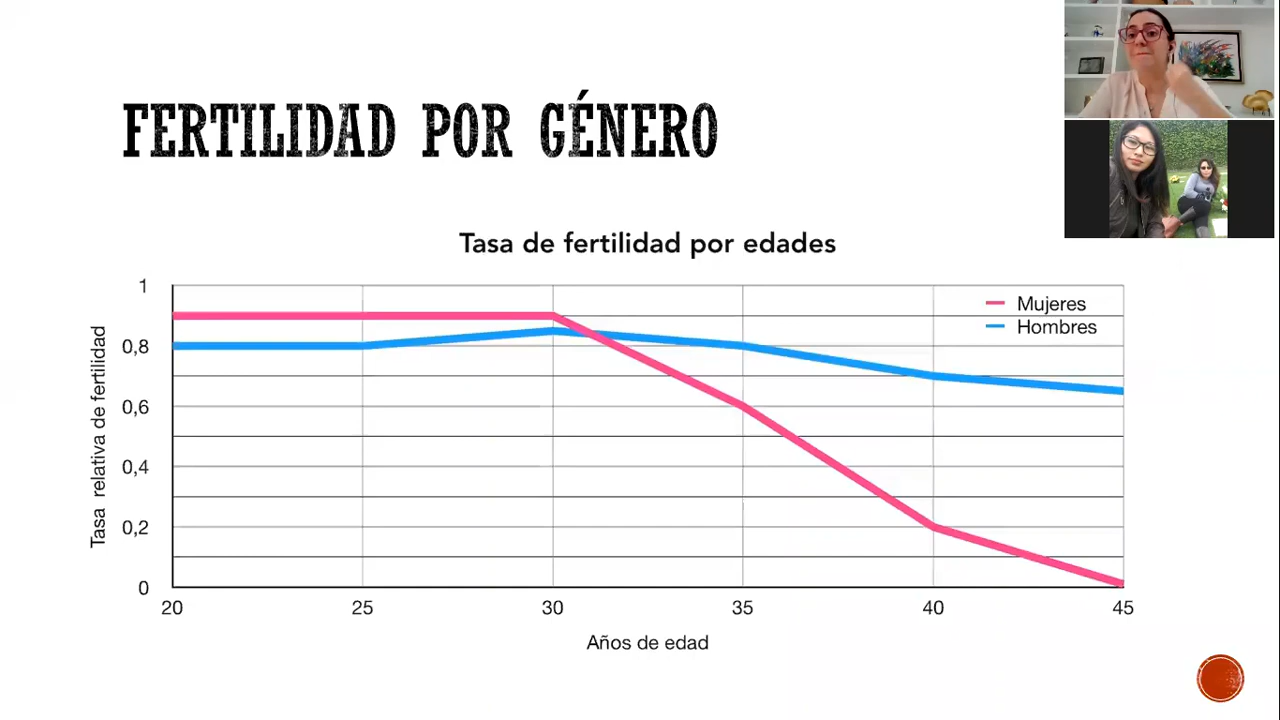 FERTILIDAD POR GÉNERO
Tasa de fertilidad por edades
Tasa relativa de fertilidad
1
0,8
0,6
0,4
0,2
0
Mujeres
Hombres
20 25 30 35 40 45
Años de edad